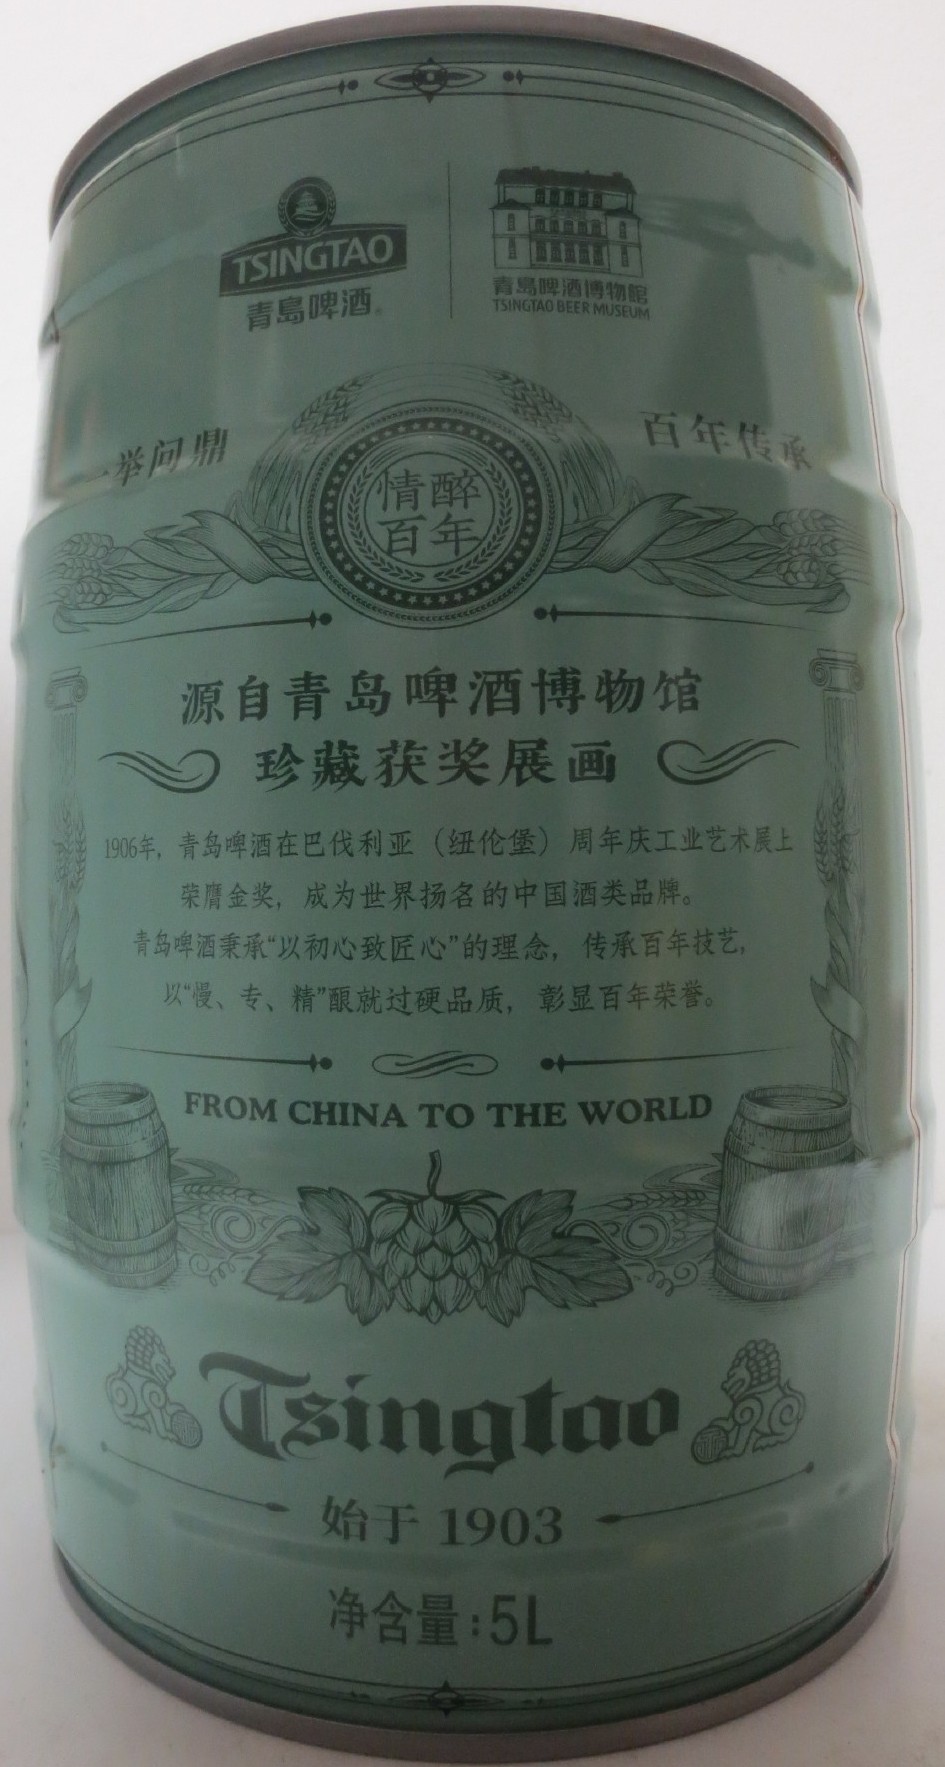 TSINGTAO
青島啤酒®
青島啤酒博物館
TSINGTAO BEER MUSEUM
一举问鼎
百年传承
情醉
百年
源自青岛啤酒博物馆
珍藏获奖展画
1906年，青岛啤酒在巴伐利亚（纽伦堡）周年庆工业艺术展上
荣膺金奖，成为世界扬名的中国酒类品牌。
青岛啤酒秉承“以初心致匠心”的理念，传承百年技艺，
以“慢、专、精”酿就过硬品质，彰显百年荣誉。
FROM CHINA TO THE WORLD
Tsingtao
始于 1903
净含量:5L